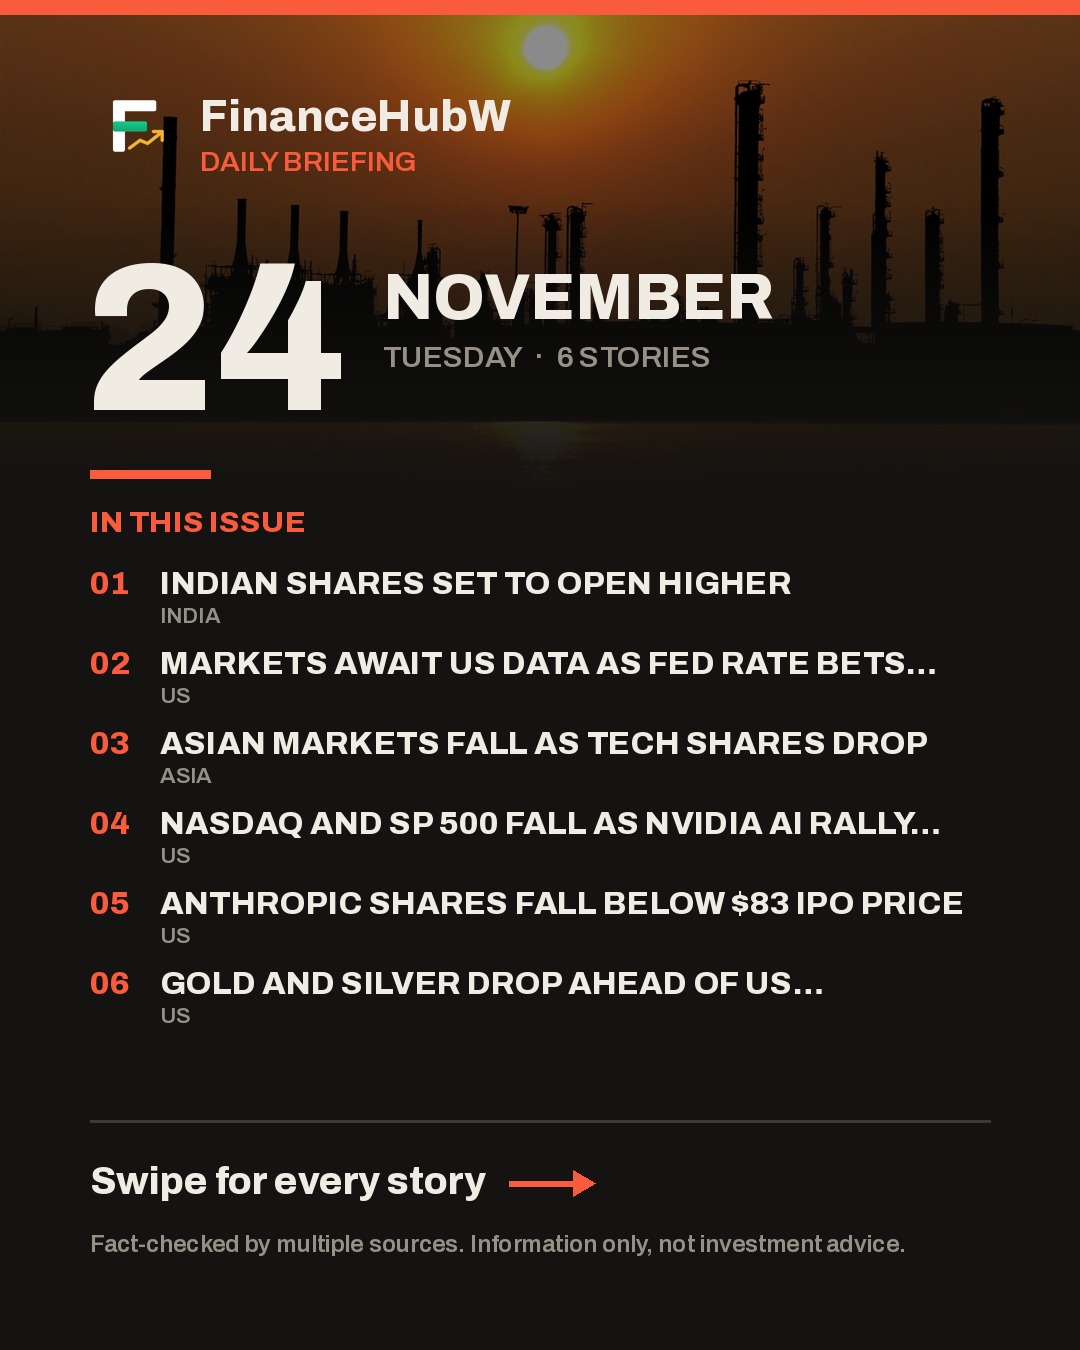 FinanceHubW
DAILY BRIEFING
24
NOVEMBER
TUESDAY · 6 STORIES
IN THIS ISSUE
01 INDIAN SHARES SET TO OPEN HIGHER
INDIA
02 MARKETS AWAIT US DATA AS FED RATE BETS...
US
03 ASIAN MARKETS FALL AS TECH SHARES DROP
ASIA
04 NASDAQ AND SP 500 FALL AS NVIDIA AI RALLY...
US
05 ANTHROPIC SHARES FALL BELOW $83 IPO PRICE
US
06 GOLD AND SILVER DROP AHEAD OF US...
US
Swipe for every story
Fact-checked by multiple sources. Information only, not investment advice.